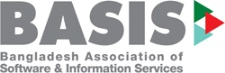 BASIS
Bangladesh Association of
Software & Information Services